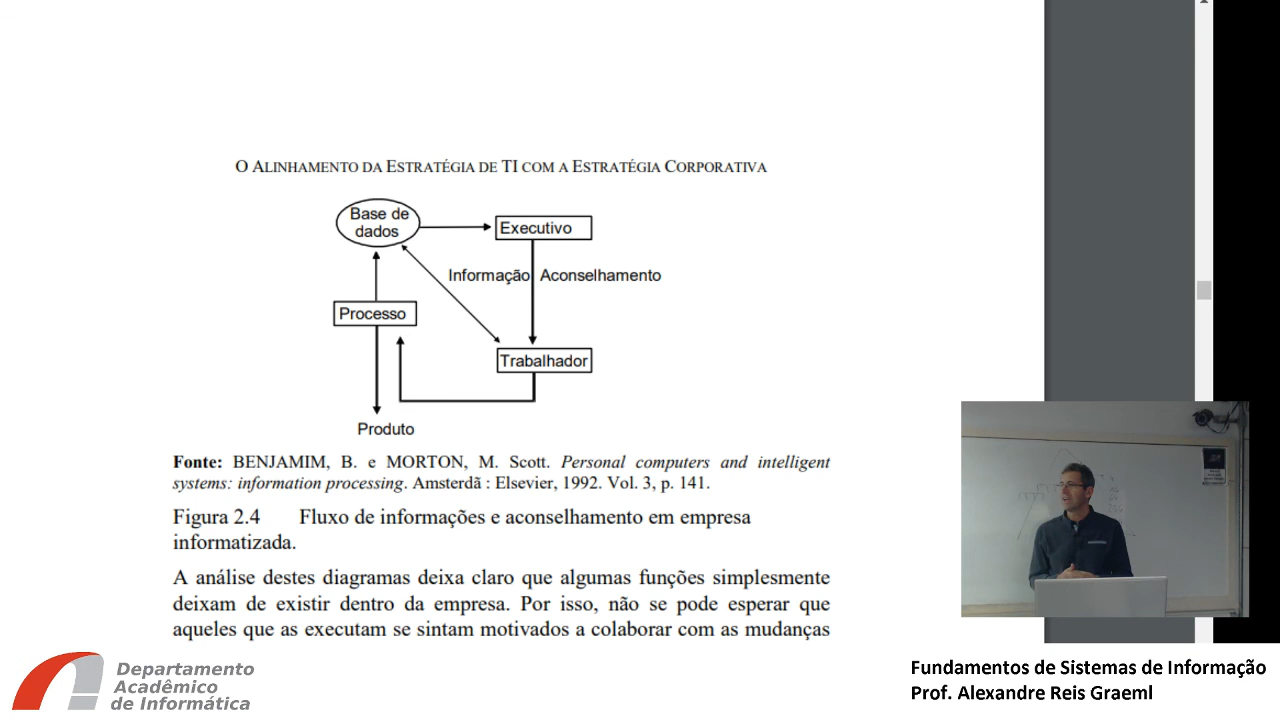 O ALINHAMENTO DA ESTRATÉGIA DE TI COM A ESTRATÉGIA CORPORATIVA
Base de
dados
Executivo
Informação
Aconselhamento
Processo
Trabalhador
Produto
Fonte: BENJAMIM, B. e MORTON, M. Scott. Personal computers and intelligent
systems: information processing. Amsterdã : Elsevier, 1992. Vol. 3, p. 141.
Figura 2.4 Fluxo de informações e aconselhamento em empresa
informatizada.
A análise destes diagramas deixa claro que algumas funções simplesmente
deixam de existir dentro da empresa. Por isso, não se pode esperar que
aqueles que as executam se sintam motivados a colaborar com as mudanças
Departamento
Acadêmico
de Informática
Fundamentos de Sistemas de Informação
Prof. Alexandre Reis Graeml